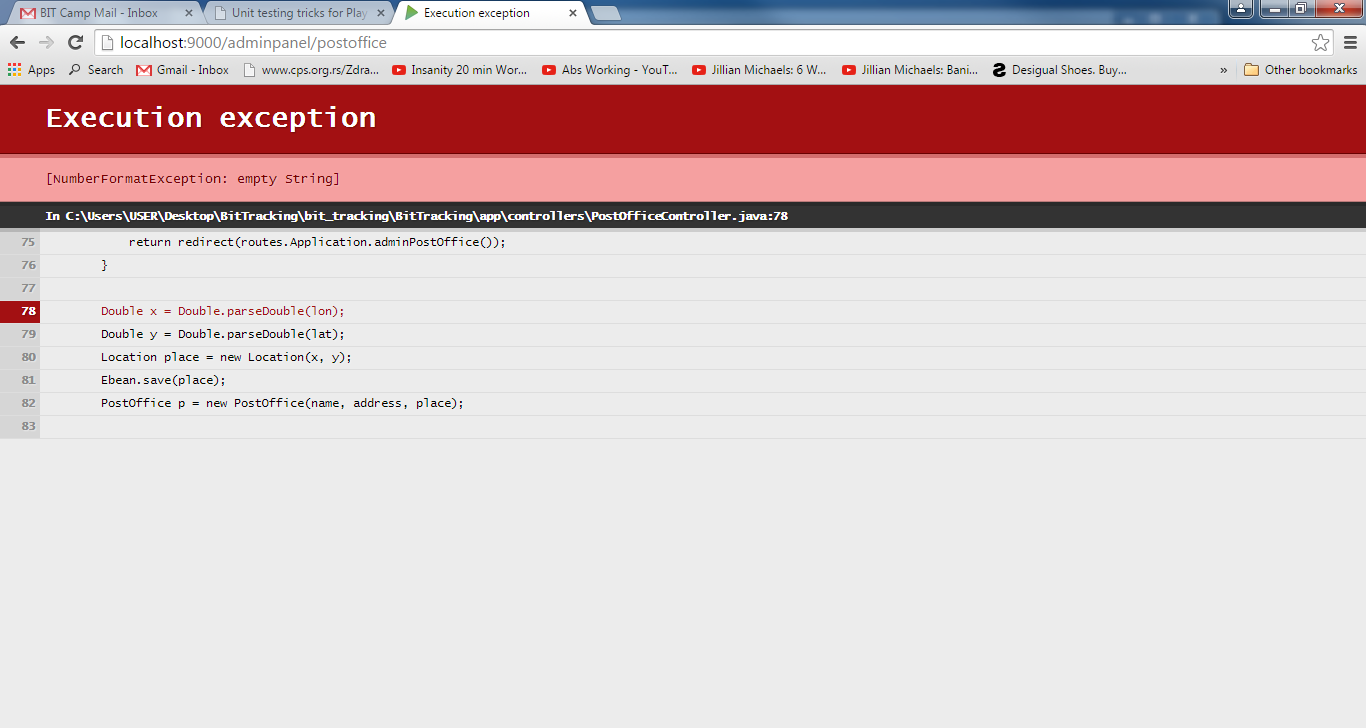 BIT Camp Mail - Inbox Unit testing tricks for Play Execution exception
localhost:9000/adminpanel/postoffice
Apps Search Gmail - Inbox www.cps.org.rs/Zdra... Insanity 20 min Wor... Abs Working - YouT... Jillian Michaels: 6 W... Jillian Michaels: Bani... Desigual Shoes. Buy... » Other bookmarks
Execution exception
[NumberFormatException: empty String]
In C:\Users\USER\Desktop\BitTracking\bit_tracking\BitTracking\app\controllers\PostOfficeController.java:78
75 return redirect(routes.Application.adminPostOffice());
76 }
77
78 Double x = Double.parseDouble(lon);
79 Double y = Double.parseDouble(lat);
80 Location place = new Location(x, y);
81 Ebean.save(place);
82 PostOffice p = new PostOffice(name, address, place);
83